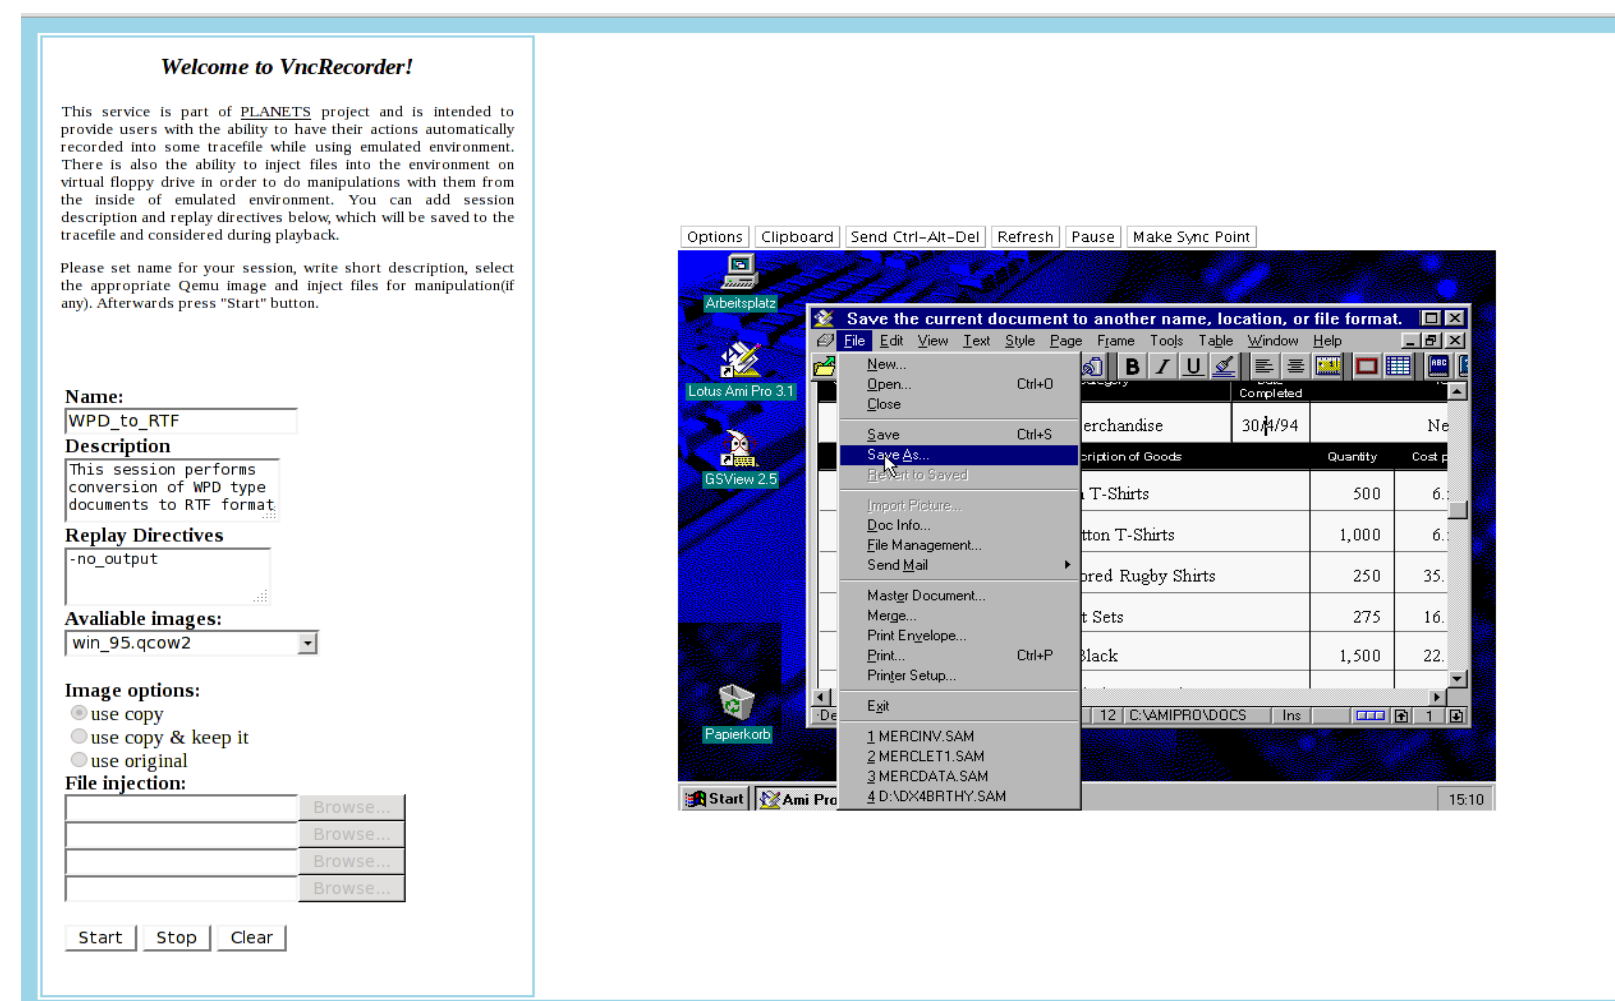 Welcome to VncRecorder!
This service is part of PLANETS project and is intended to
provide users with the ability to have their actions automatically
recorded into some tracefile while using emulated environment.
There is also the ability to inject files into the environment on
virtual floppy drive in order to do manipulations with them from
the inside of emulated environment. You can add session
description and replay directives below, which will be saved to the
tracefile and considered during playback.
Please set name for your session, write short description, select
the appropriate Qemu image and inject files for manipulation(if
any). Afterwards press "Start" button.
Name:
WPD_to_RTF
Description
This session performs
conversion of WPD type
documents to RTF format
Replay Directives
-no_output
Avaliable images:
win_95.qcow2
Image options:
use copy
use copy & keep it
use original
File injection:
Browse...
Browse...
Browse...
Browse...
Start Stop Clear
Options Clipboard Send Ctrl-Alt-Del Refresh Pause Make Sync Point
Arbeitsplatz
Lotus Ami Pro 3.1
GSView 2.5
Papierkorb
Save the current document to another name, location, or file format.
File Edit View Text Style Page Frame Tools Table Window Help
B I U ABC
New...
Open... Ctrl+O
Close
Save Ctrl+S
Save As...
Revert to Saved
Import Picture...
Doc Info...
File Management...
Send Mail
Master Document...
Merge...
Print Envelope...
Print... Ctrl+P
Printer Setup...
Exit
1 MERCINV.SAM
2 MERCLET1.SAM
3 MERCDATA.SAM
4 D:\DX4BRTHY.SAM
Completed
erchandise 30/4/94 Ne
cription of Goods Quantity Cost p
T-Shirts 500 6.
tton T-Shirts 1,000 6.
ored Rugby Shirts 250 35.
t Sets 275 16.
Black 1,500 22.
De 12 C:\AMIPRO\DOCS Ins 1
Start Ami Pro 15:10